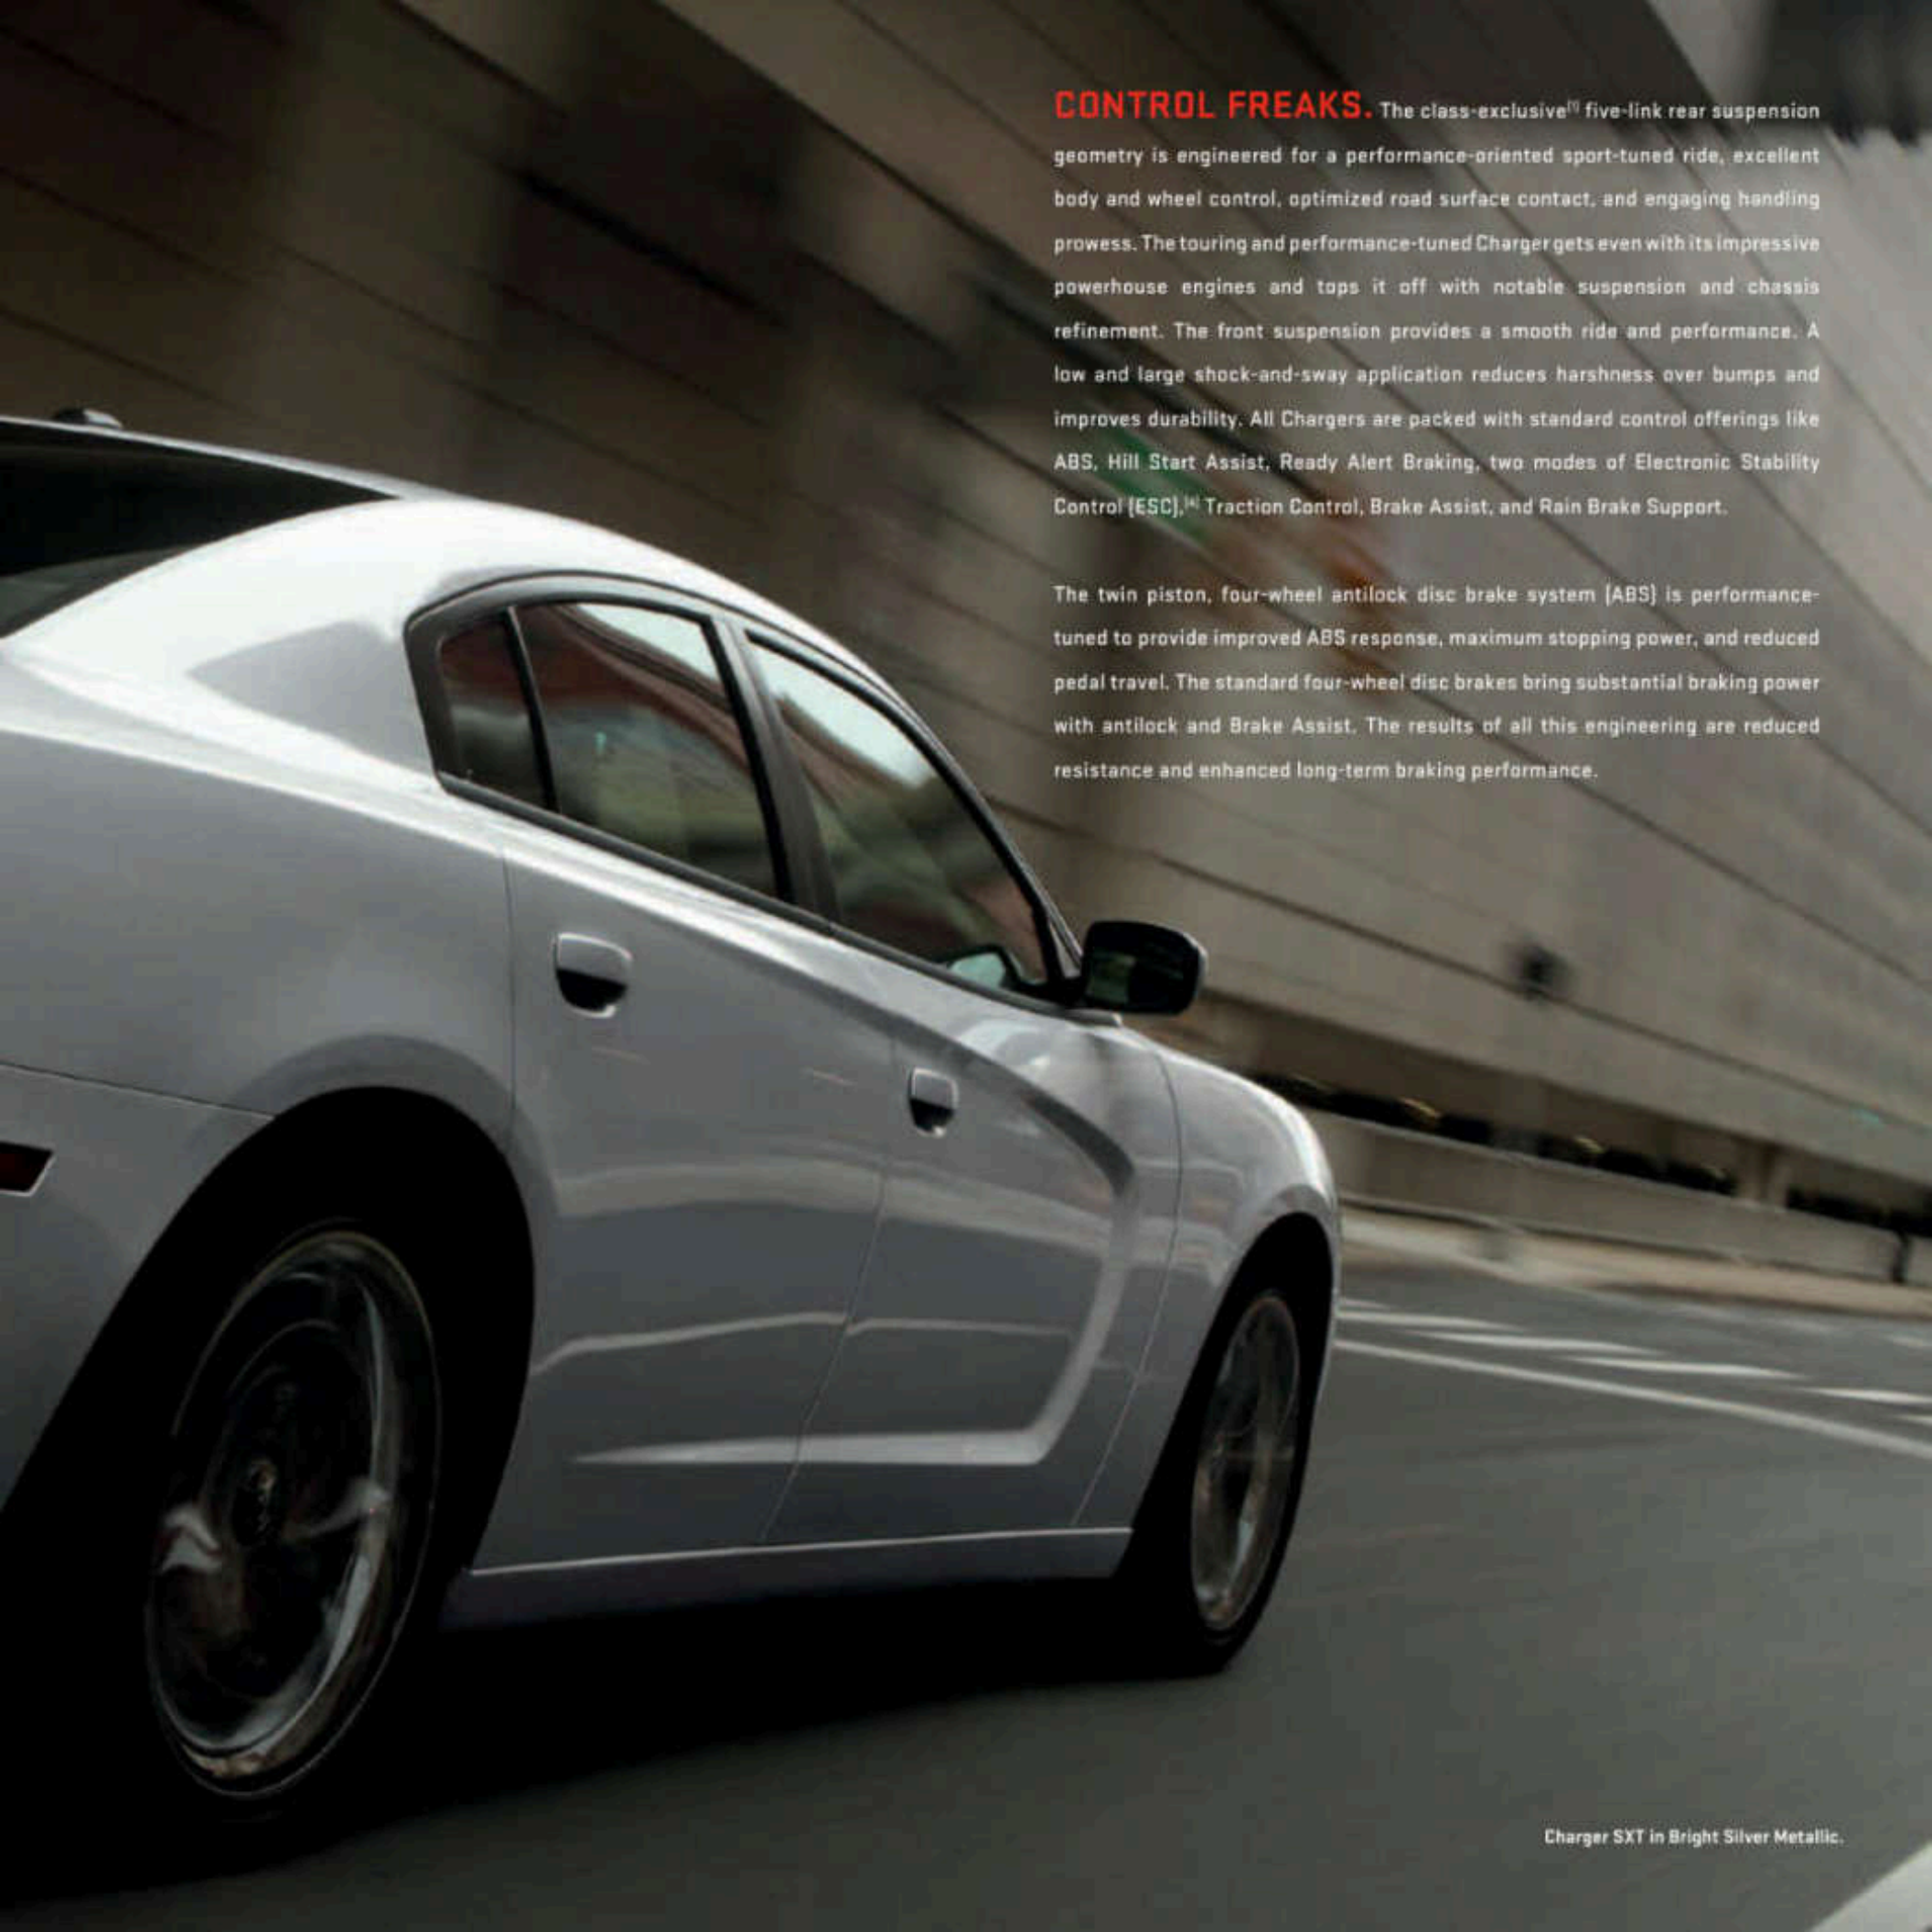 CONTROL FREAKS. The class-exclusive[1] five-link rear suspension
geometry is engineered for a performance-oriented sport-tuned ride, excellent
body and wheel control, optimized road surface contact, and engaging handling
prowess. The touring and performance-tuned Charger gets even with its impressive
powerhouse engines and tops it off with notable suspension and chassis
refinement. The front suspension provides a smooth ride and performance. A
low and large shock-and-sway application reduces harshness over bumps and
improves durability. All Chargers are packed with standard control offerings like
ABS, Hill Start Assist, Ready Alert Braking, two modes of Electronic Stability
Control (ESC),[4] Traction Control, Brake Assist, and Rain Brake Support.
The twin piston, four-wheel antilock disc brake system (ABS) is performance-
tuned to provide improved ABS response, maximum stopping power, and reduced
pedal travel. The standard four-wheel disc brakes bring substantial braking power
with antilock and Brake Assist. The results of all this engineering are reduced
resistance and enhanced long-term braking performance.
Charger SXT in Bright Silver Metallic.